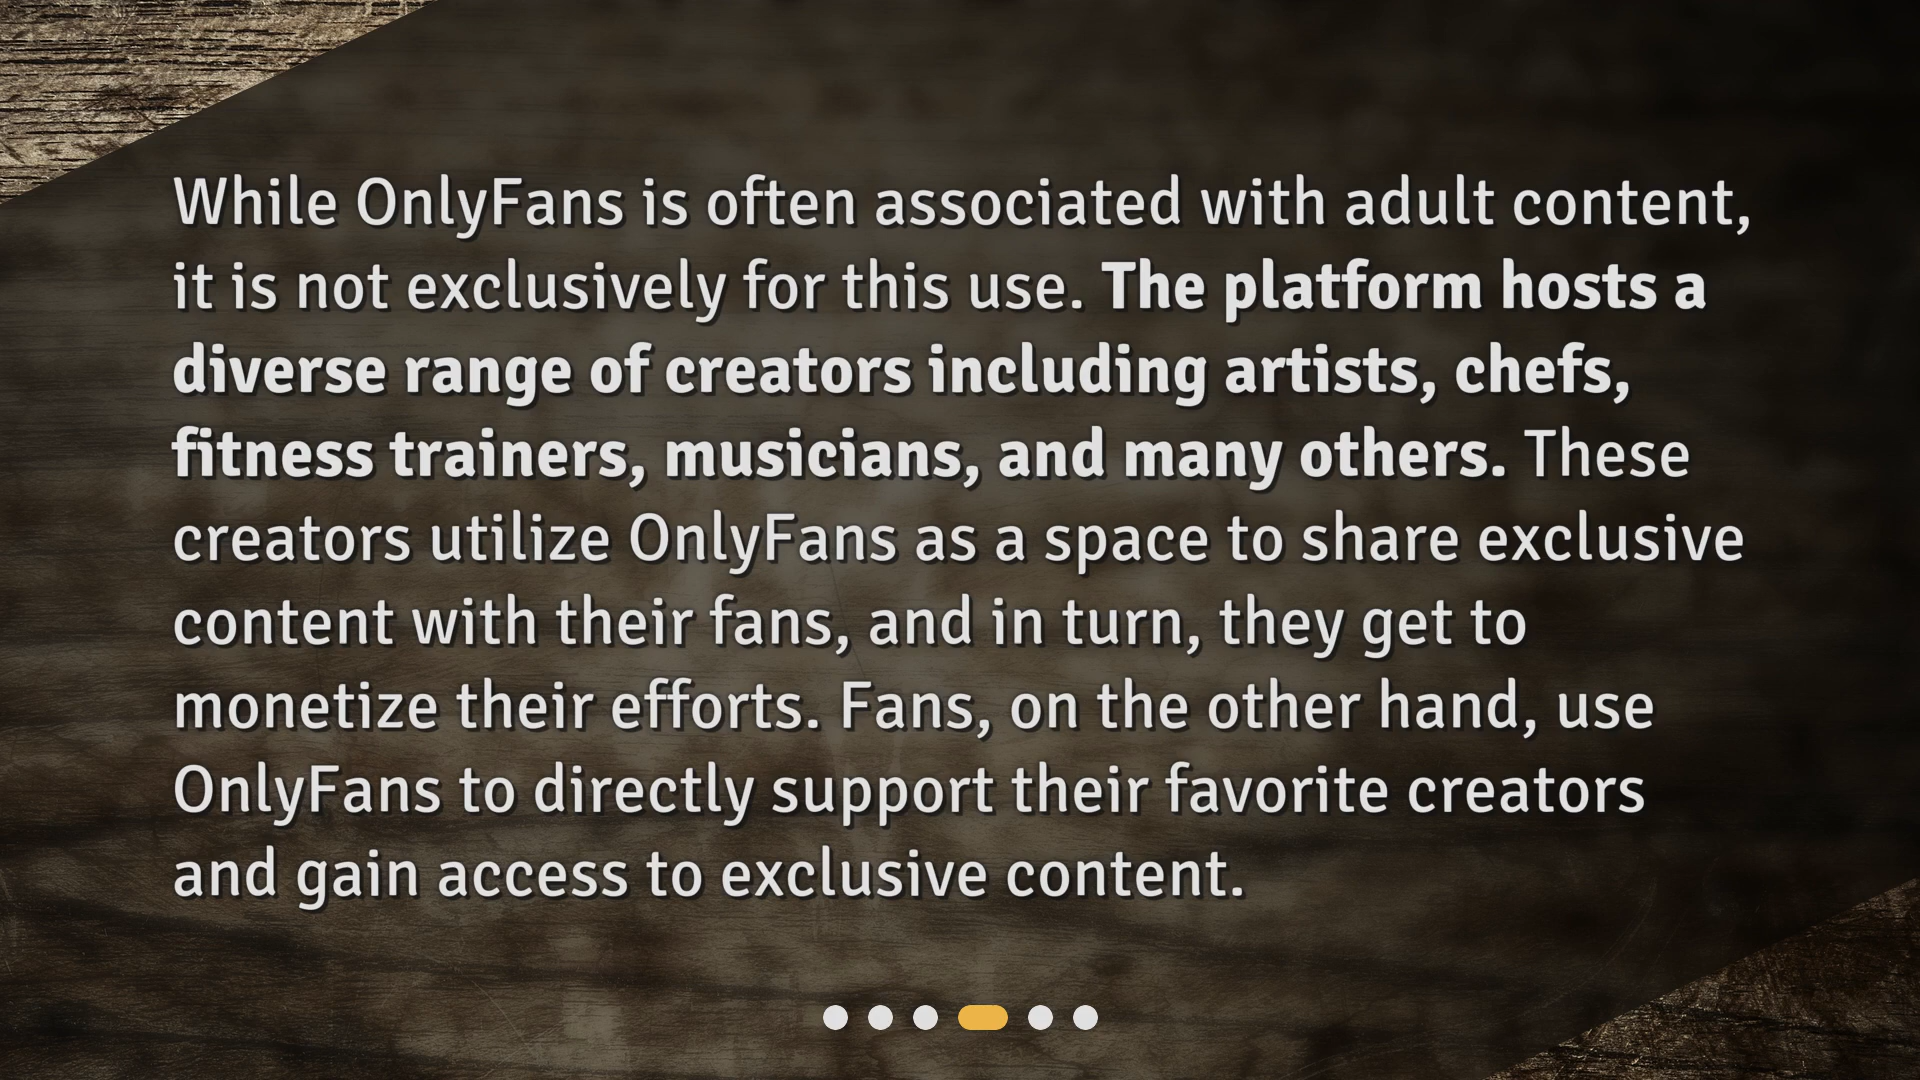 While OnlyFans is often associated with adult content,
it is not exclusively for this use. The platform hosts a
diverse range of creators including artists, chefs,
fitness trainers, musicians, and many others. These
creators utilize OnlyFans as a space to share exclusive
content with their fans, and in turn, they get to
monetize their efforts. Fans, on the other hand, use
OnlyFans to directly support their favorite creators
and gain access to exclusive content.